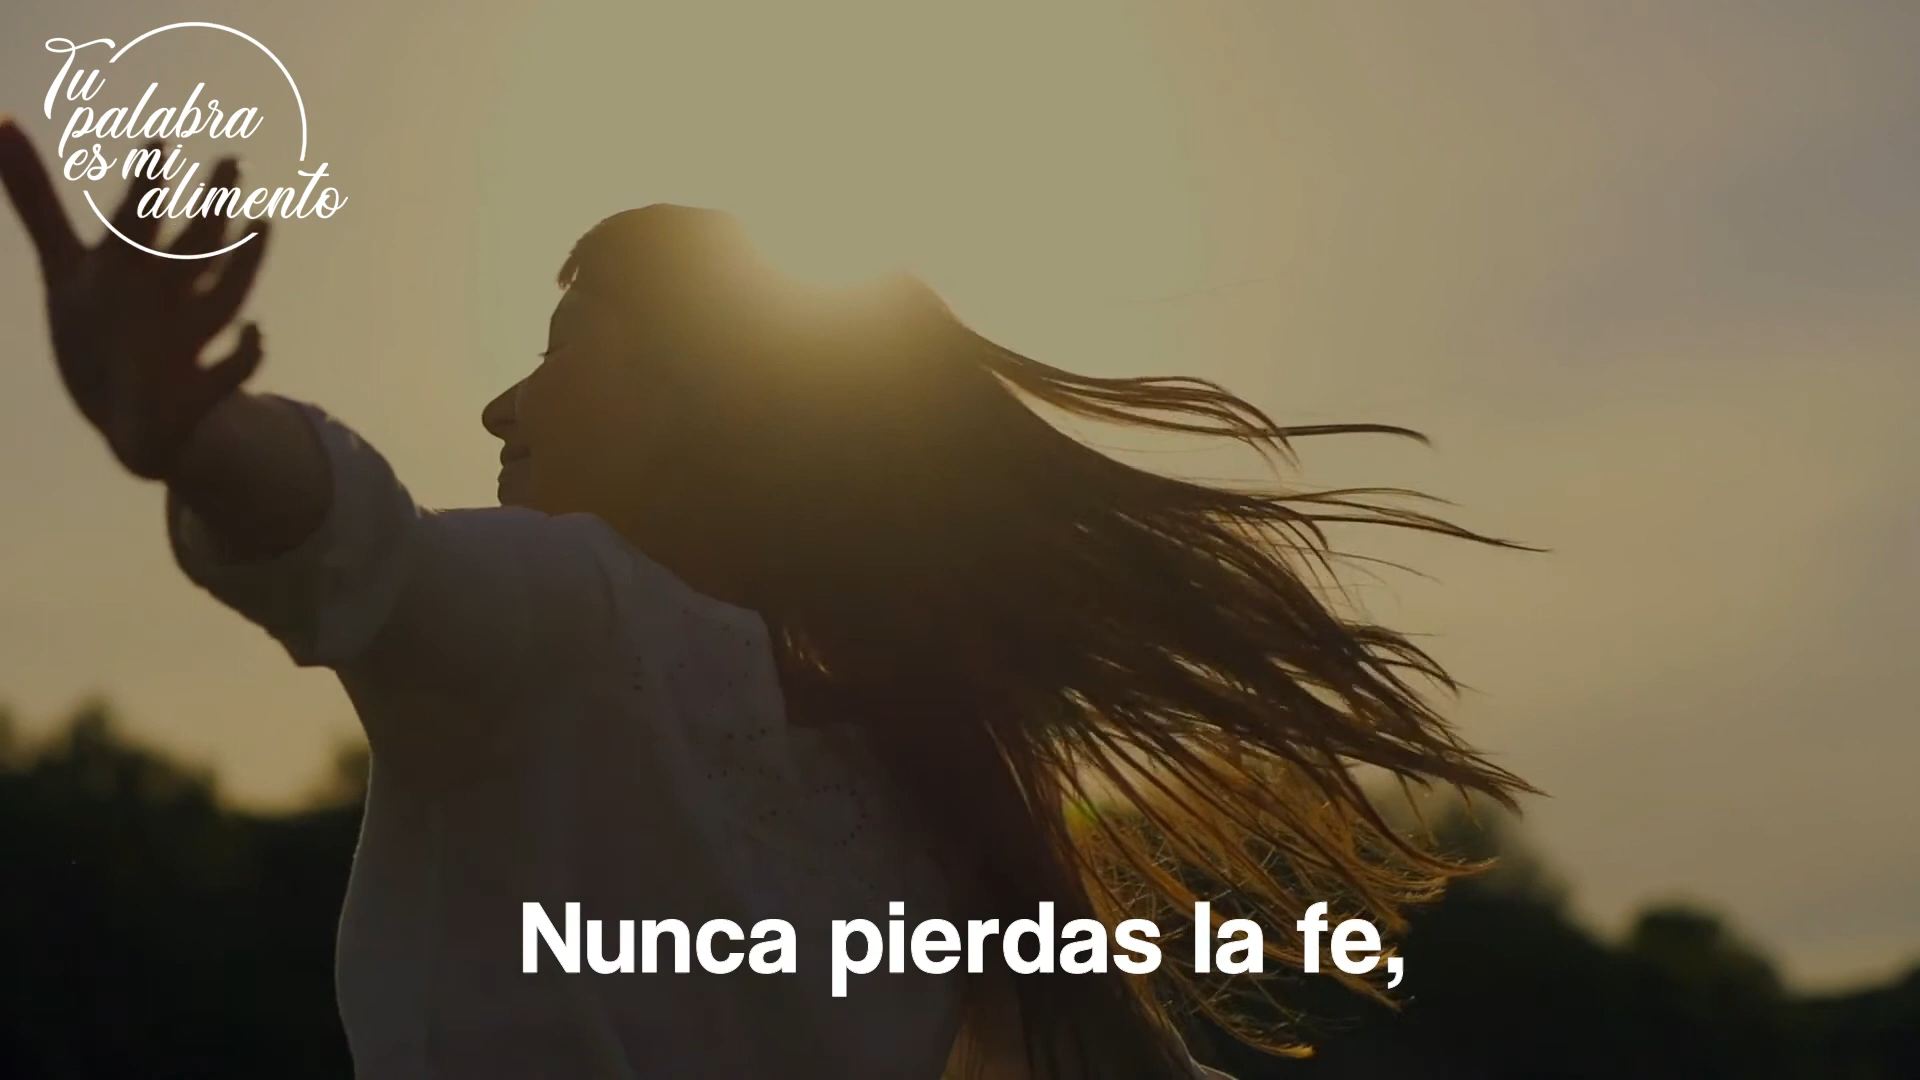 Tu
palabra
es mi
alimento
Nunca pierdas la fe,